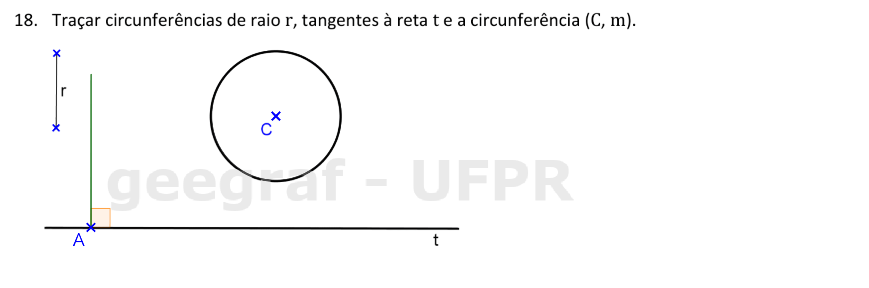 18. Traçar circunferências de raio r, tangentes à reta t e a circunferência (C, m).
r
C
geegraf - UFPR
A
t